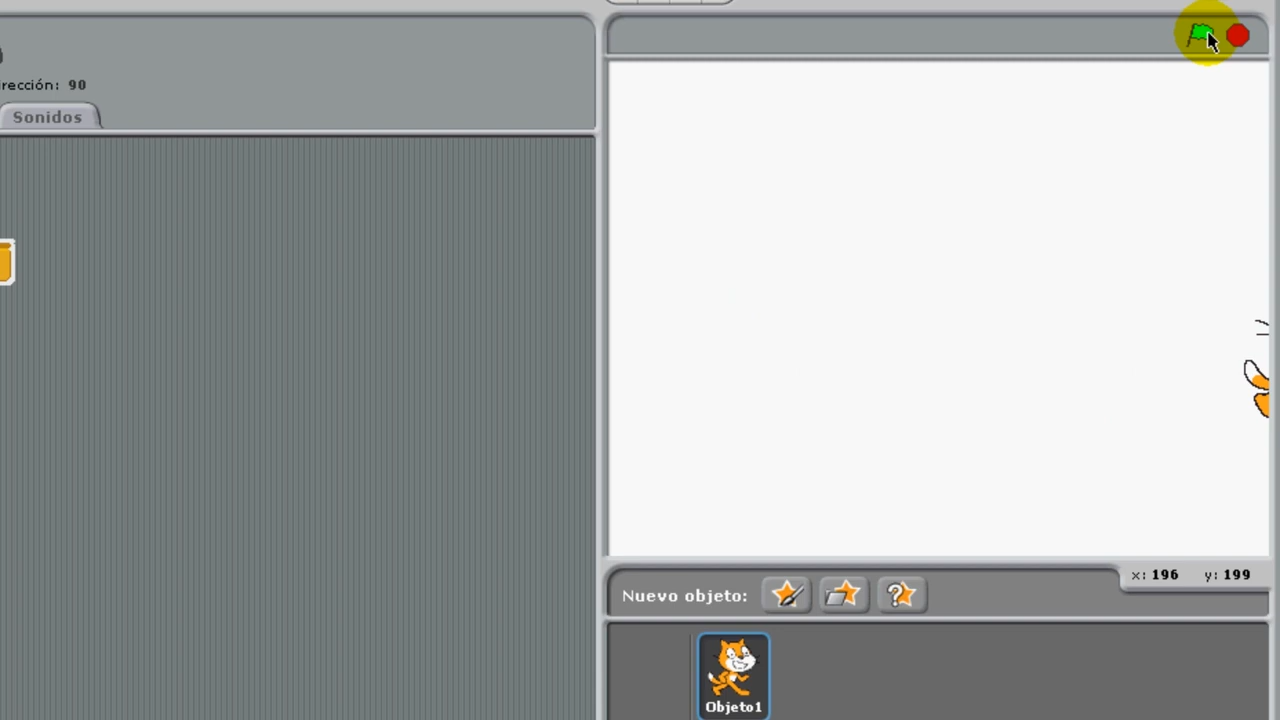 rección: 90
Sonidos
x: 196 y: 199
Nuevo objeto:
Objeto1